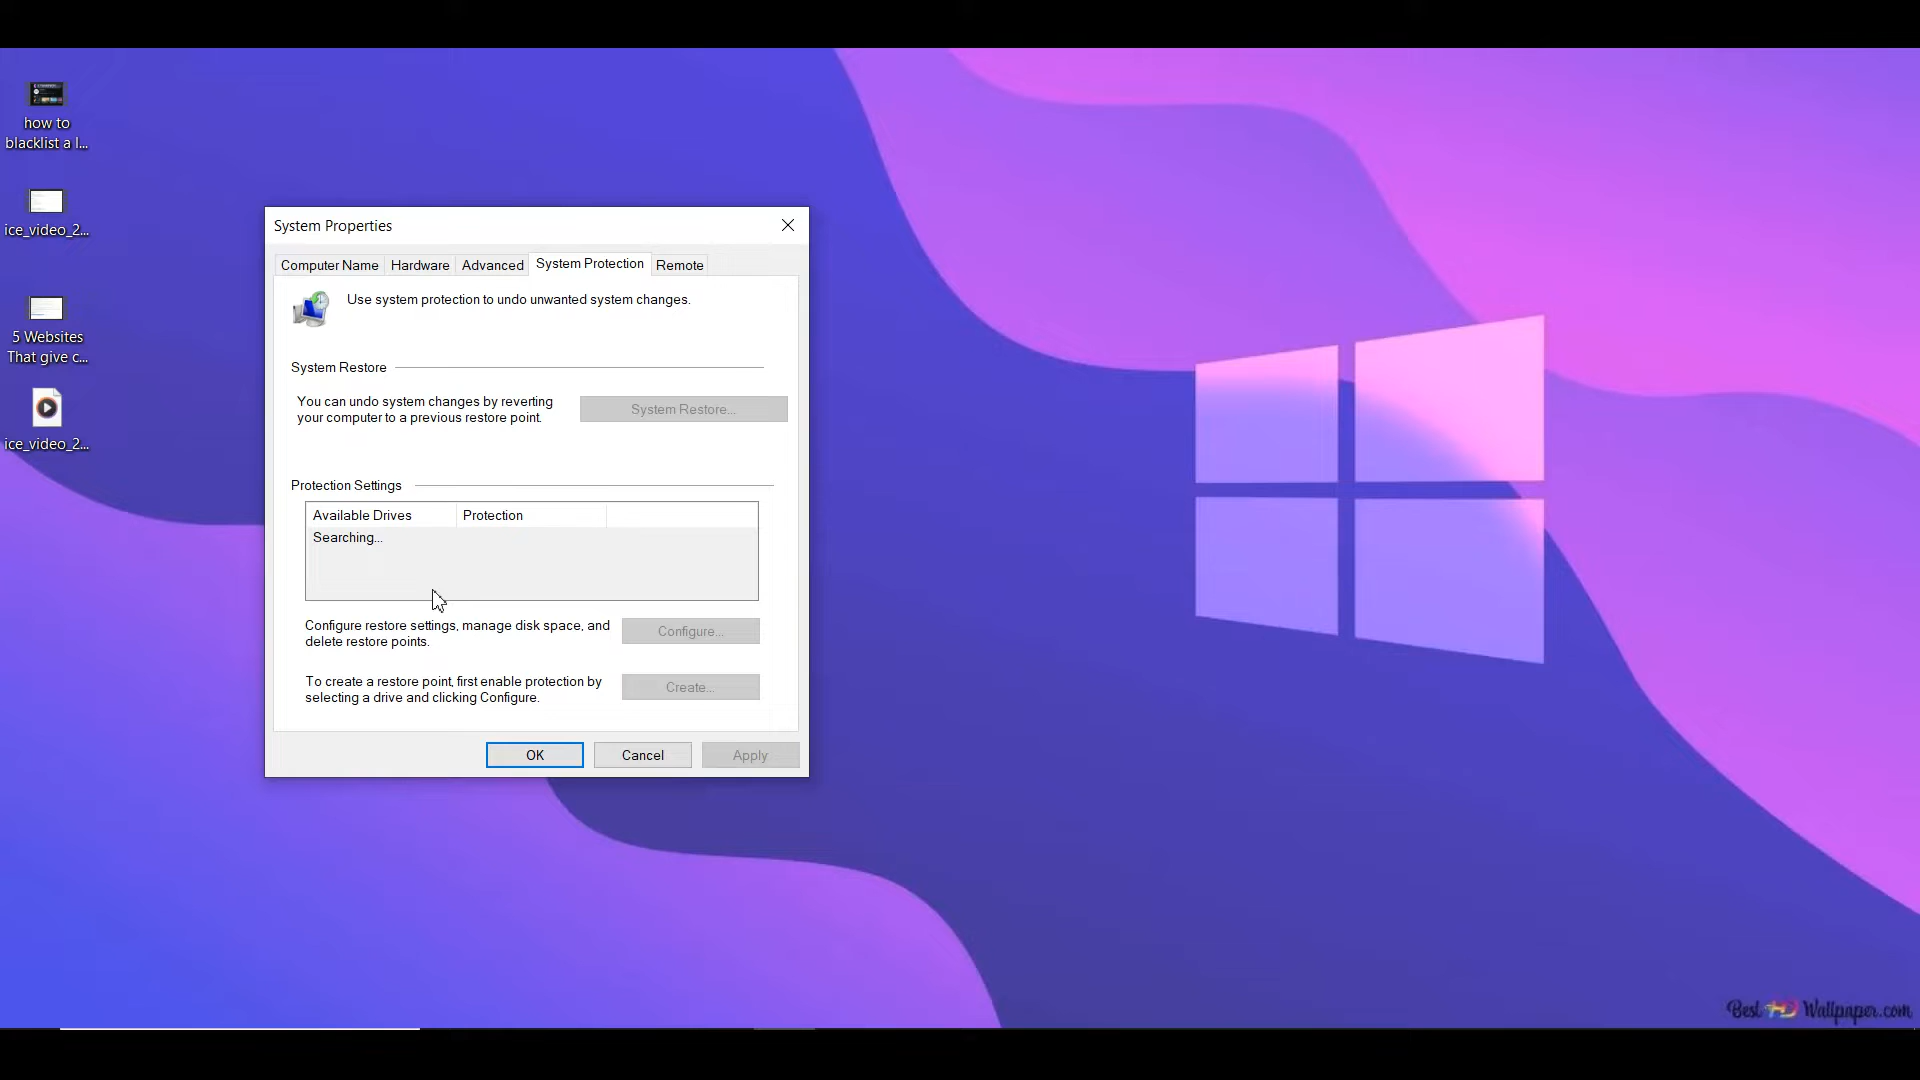 how to
blacklist a l...
ice_video_2...
5 Websites
That give c...
ice_video_2...
System Properties
Computer Name
Hardware
Advanced
System Protection
Remote
Use system protection to undo unwanted system changes.
System Restore
You can undo system changes by reverting
your computer to a previous restore point.
System Restore...
Protection Settings
Available Drives
Protection
Searching...
Configure restore settings, manage disk space, and
delete restore points.
Configure...
To create a restore point, first enable protection by
selecting a drive and clicking Configure.
Create...
OK
Cancel
Apply
Best HD Wallpaper.com